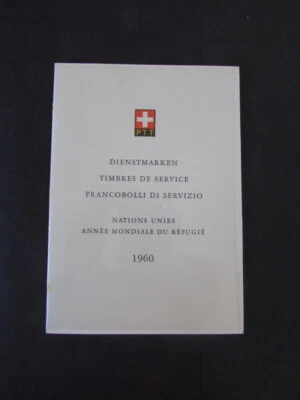 PTT
DIENSTMARKEN
TIMBRES DE SERVICE
FRANCOBOLLI DI SERVIZIO
NATIONS UNIES
ANNÉE MONDIALE DU RÉFUGIÉ
1960